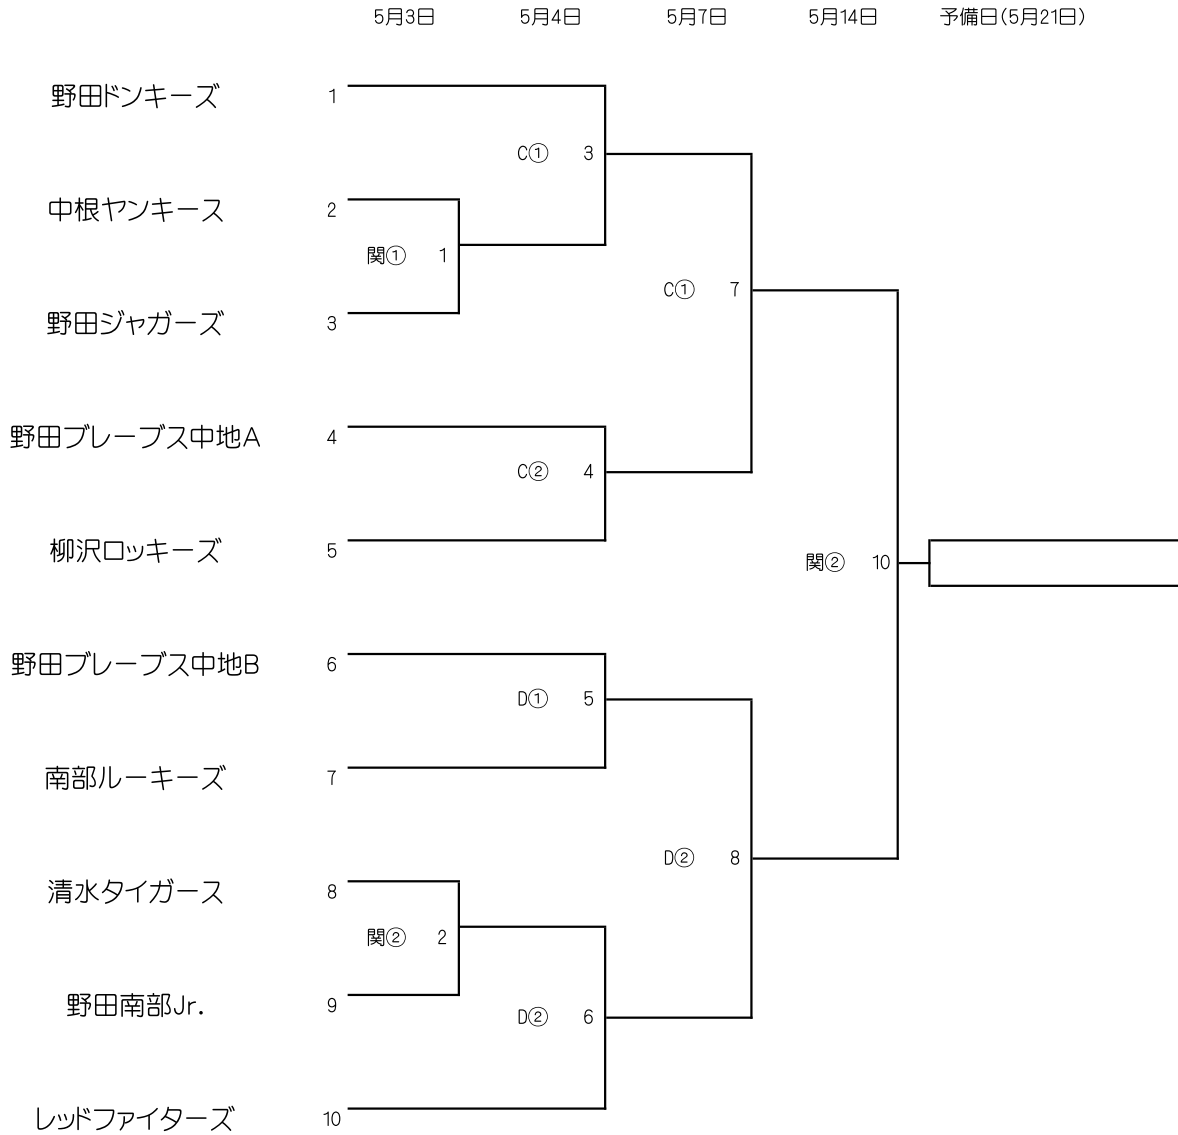 5月3日 5月4日 5月7日 5月14日 予備日(5月21日)
野田ドンキーズ 1
C① 3
中根ヤンキース 2
関① 1
C① 7
野田ジャガーズ 3
野田ブレーブス中地A 4
C② 4
柳沢ロッキーズ 5
関② 10
野田ブレーブス中地B 6
D① 5
南部ルーキーズ 7
D② 8
清水タイガース 8
関② 2
野田南部Jr. 9
D② 6
レッドファイターズ 10